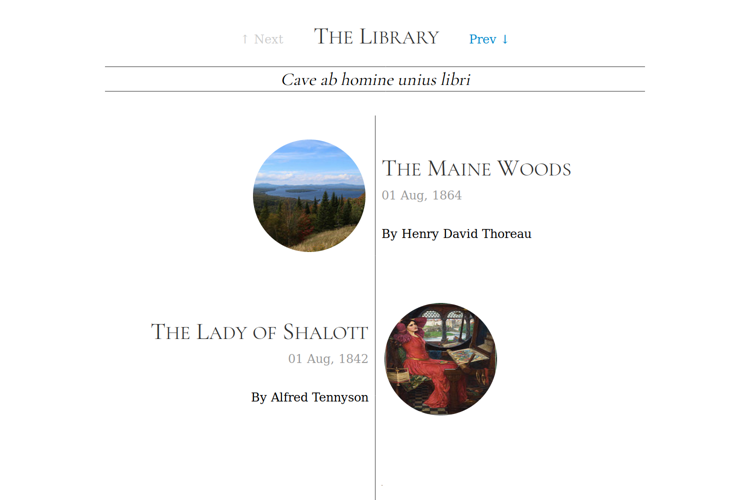 ↑ Next
The Library
Prev ↓
Cave ab homine unius libri
The Maine Woods
01 Aug, 1864
By Henry David Thoreau
The Lady of Shalott
01 Aug, 1842
By Alfred Tennyson